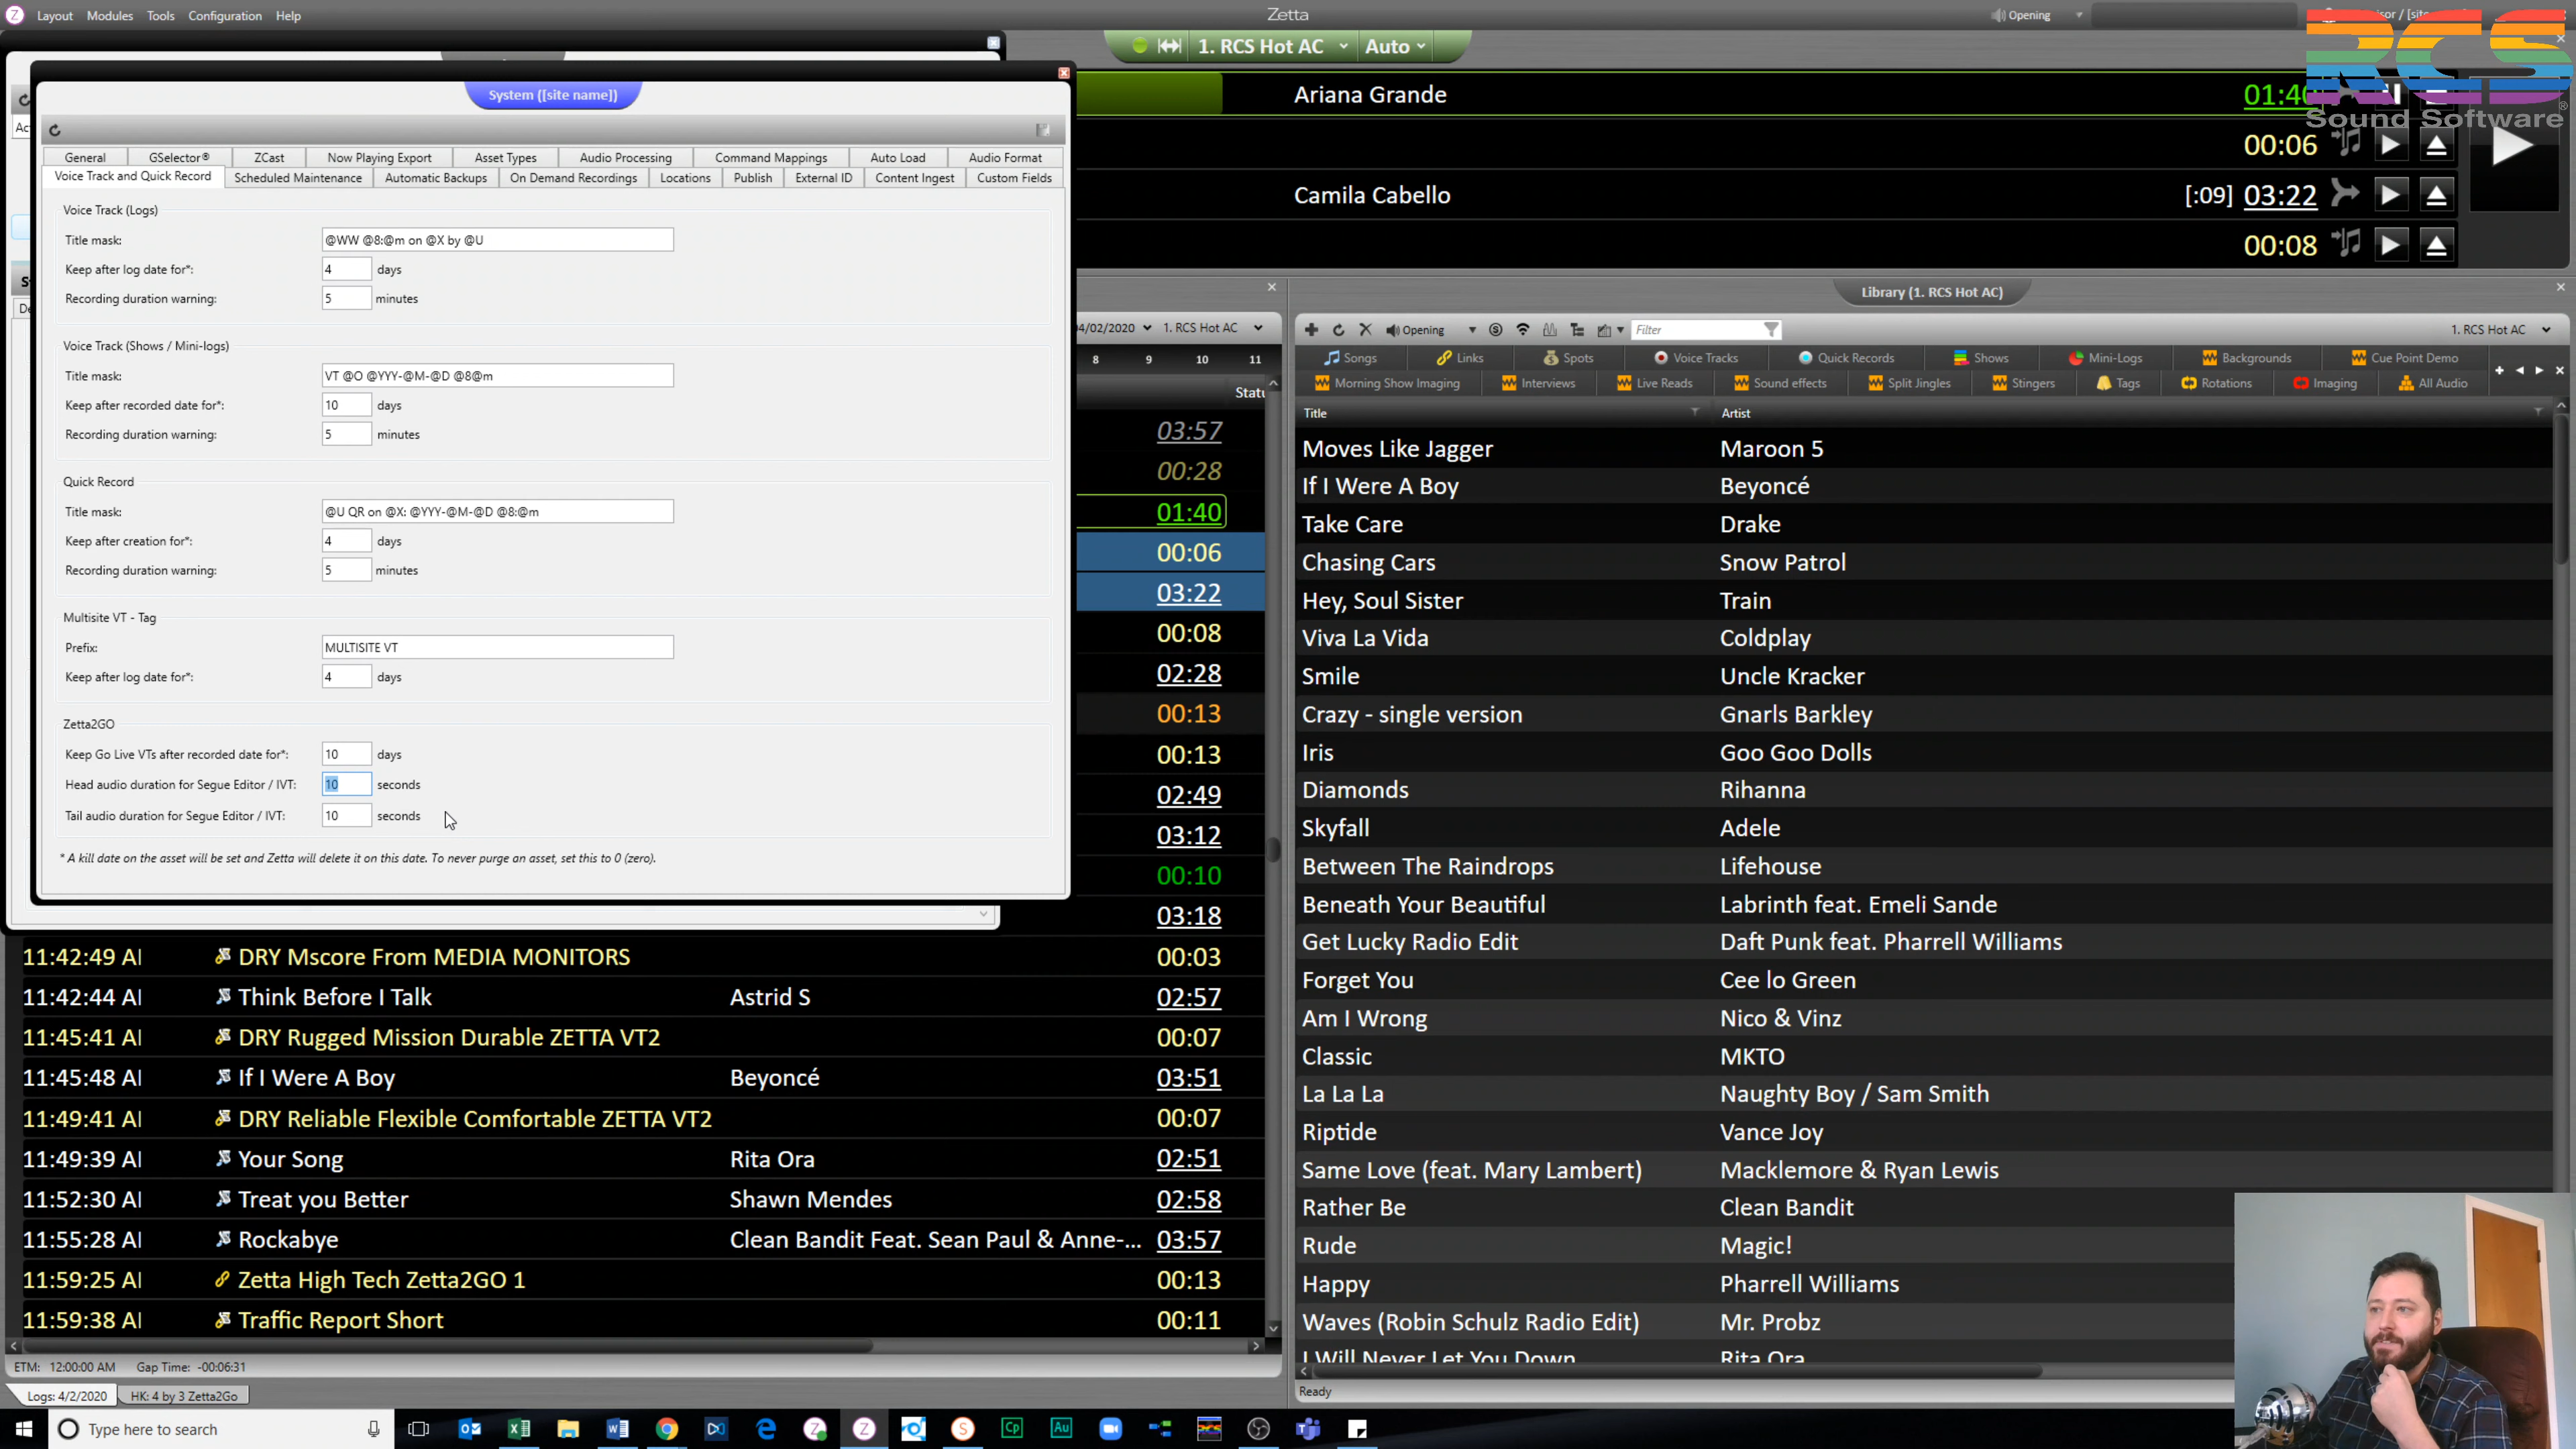 Layout Modules Tools Configuration Help
Zetta
Opening
RCS
Sound Software
1. RCS Hot AC Auto
System ([site name])
General GSelector® ZCast Now Playing Export Asset Types Audio Processing Command Mappings Auto Load Audio Format
Voice Track and Quick Record Scheduled Maintenance Automatic Backups On Demand Recordings Locations Publish External ID Content Ingest Custom Fields
Voice Track (Logs)
Title mask: @WW @8:@m on @X by @U
Keep after log date for*: 4 days
Recording duration warning: 5 minutes
Voice Track (Shows / Mini-logs)
Title mask: VT @O @YYY-@M-@D @8@m
Keep after recorded date for*: 10 days
Recording duration warning: 5 minutes
Quick Record
Title mask: @U QR on @X: @YYY-@M-@D @8:@m
Keep after creation for*: 4 days
Recording duration warning: 5 minutes
Multisite VT - Tag
Prefix: MULTISITE VT
Keep after log date for*: 4 days
Zetta2GO
Keep Go Live VTs after recorded date for*: 10 days
Head audio duration for Segue Editor / IVT: 10 seconds
Tail audio duration for Segue Editor / IVT: 10 seconds
* A kill date on the asset will be set and Zetta will delete it on this date. To never purge an asset, set this to 0 (zero).
Ariana Grande 01:40
00:06
Camila Cabello [:09] 03:22
00:08
4/02/2020 1. RCS Hot AC
8 9 10 11
03:57
00:28
01:40
00:06
03:22
00:08
02:28
00:13
00:13
02:49
03:12
00:10
03:18
11:42:49 DRY Mscore From MEDIA MONITORS 00:03
11:42:44 Think Before I Talk Astrid S 02:57
11:45:41 DRY Rugged Mission Durable ZETTA VT2 00:07
11:45:48 If I Were A Boy Beyoncé 03:51
11:49:41 DRY Reliable Flexible Comfortable ZETTA VT2 00:07
11:49:39 Your Song Rita Ora 02:51
11:52:30 Treat you Better Shawn Mendes 02:58
11:55:28 Rockabye Clean Bandit Feat. Sean Paul & Anne-... 03:57
11:59:25 Zetta High Tech Zetta2GO 1 00:13
11:59:38 Traffic Report Short 00:11
ETM: 12:00:00 AM Gap Time: -00:06:31
Logs: 4/2/2020 HK: 4 by 3 Zetta2Go
Library (1. RCS Hot AC)
Opening Filter 1. RCS Hot AC
Songs Links Spots Voice Tracks Quick Records Shows Mini-Logs Backgrounds Cue Point Demo
Morning Show Imaging Interviews Live Reads Sound effects Split Jingles Stingers Tags Rotations Imaging All Audio
Title Artist
Moves Like Jagger Maroon 5
If I Were A Boy Beyoncé
Take Care Drake
Chasing Cars Snow Patrol
Hey, Soul Sister Train
Viva La Vida Coldplay
Smile Uncle Kracker
Crazy - single version Gnarls Barkley
Iris Goo Goo Dolls
Diamonds Rihanna
Skyfall Adele
Between The Raindrops Lifehouse
Beneath Your Beautiful Labrinth feat. Emeli Sande
Get Lucky Radio Edit Daft Punk feat. Pharrell Williams
Forget You Cee lo Green
Am I Wrong Nico & Vinz
Classic MKTO
La La La Naughty Boy / Sam Smith
Riptide Vance Joy
Same Love (feat. Mary Lambert) Macklemore & Ryan Lewis
Rather Be Clean Bandit
Rude Magic!
Happy Pharrell Williams
Waves (Robin Schulz Radio Edit) Mr. Probz
I Will Never Let You Down Rita Ora
Ready
Type here to search